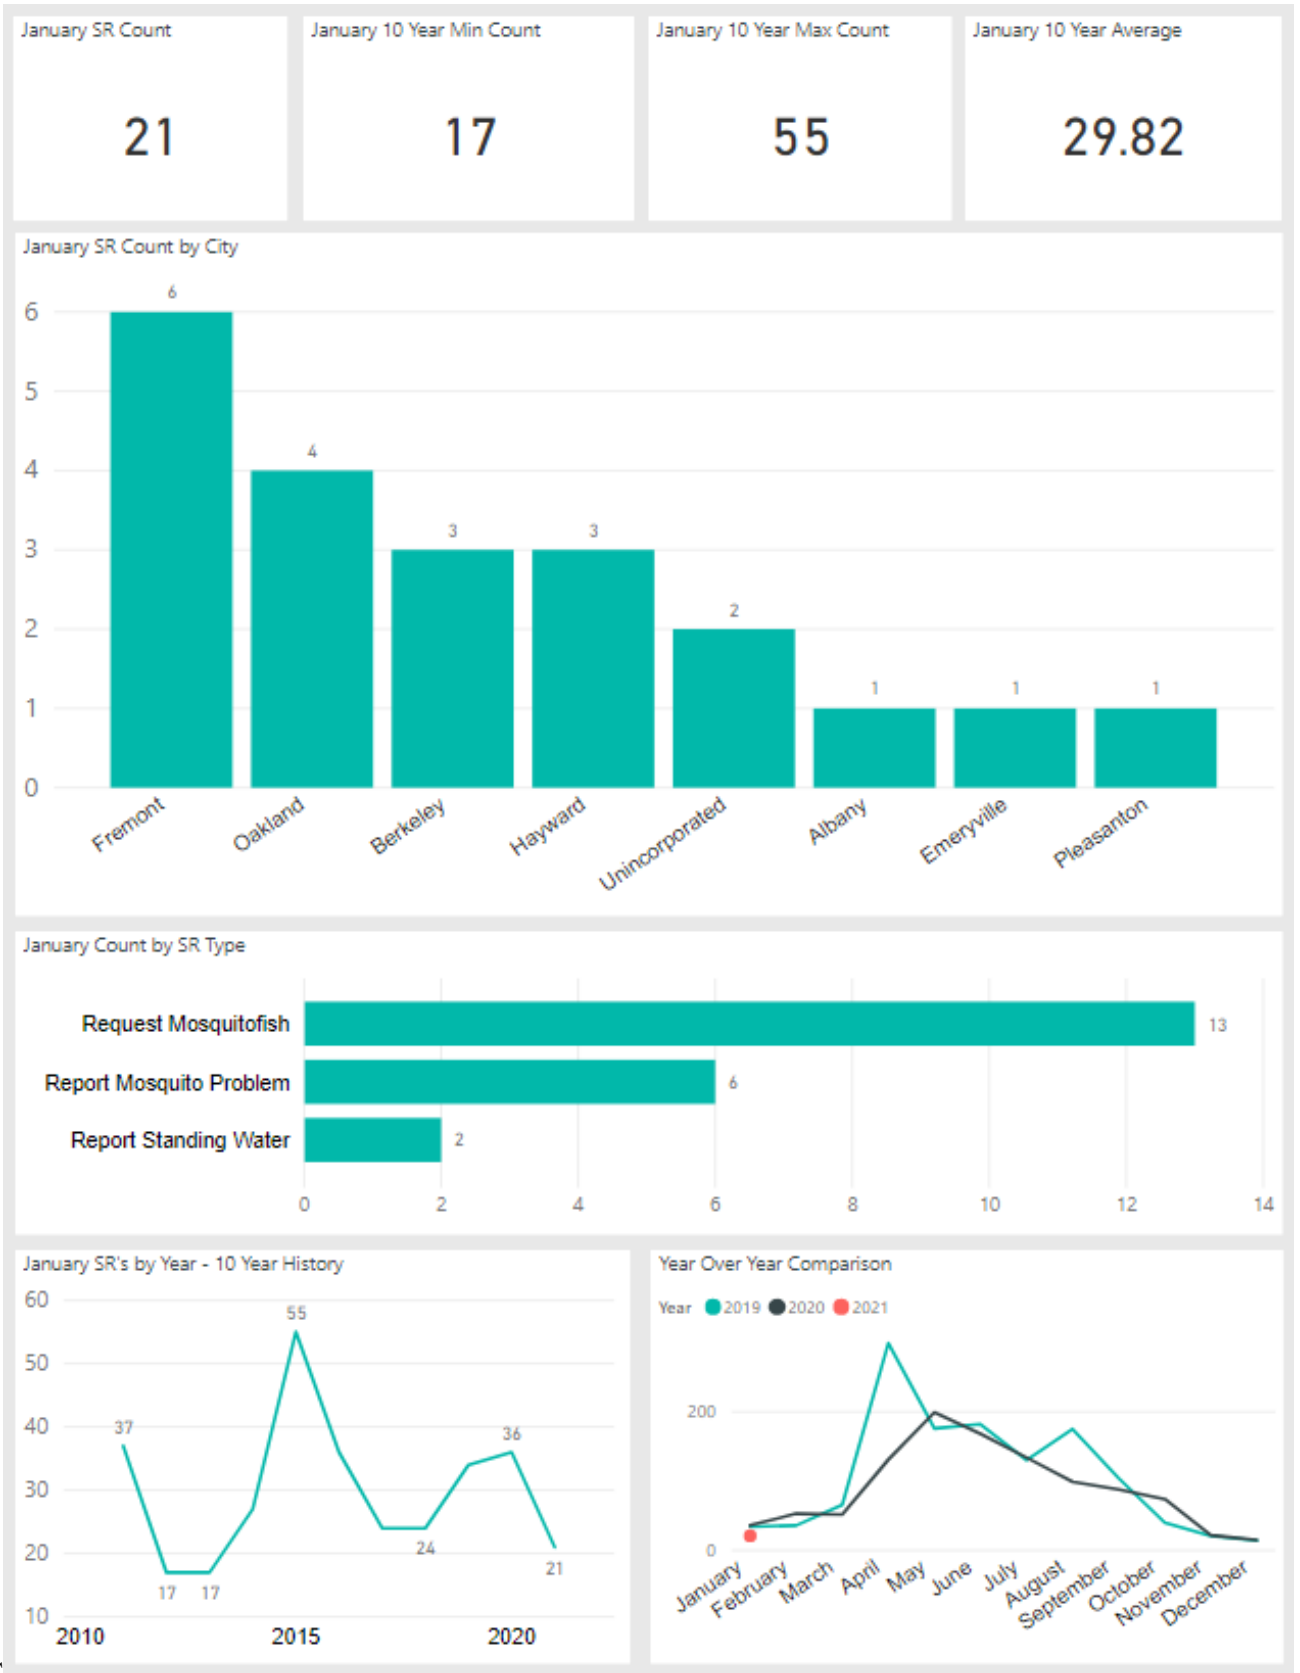 January SR Count
21
January 10 Year Min Count
17
January 10 Year Max Count
55
January 10 Year Average
29.82
January SR Count by City
6
5
4
3
2
1
0
6
4
3
3
2
1
1
1
Fremont
Oakland
Berkeley
Hayward
Unincorporated
Albany
Emeryville
Pleasanton
January Count by SR Type
Request Mosquitofish
13
Report Mosquito Problem
6
Report Standing Water
2
0 2 4 6 8 10 12 14
January SR's by Year - 10 Year History
60
50
40
30
20
10
37
17
17
55
24
36
21
2010 2015 2020
Year Over Year Comparison
Year 2019 2020 2021
200
0
January
February
March
April
May
June
July
August
September
October
November
December